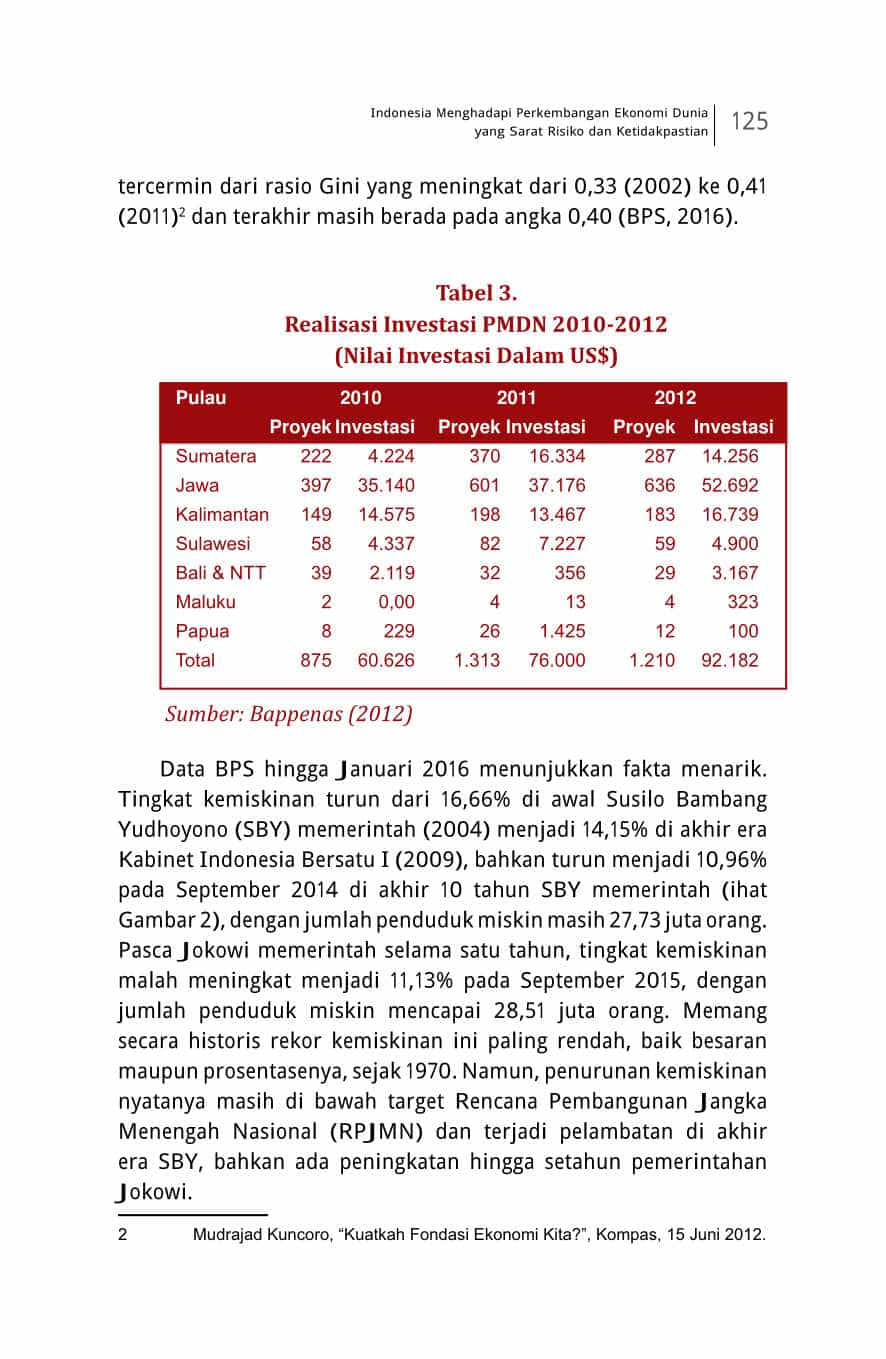 Indonesia Menghadapi Perkembangan Ekonomi Dunia
yang Sarat Risiko dan Ketidakpastian
125
tercermin dari rasio Gini yang meningkat dari 0,33 (2002) ke 0,41
(2011)2 dan terakhir masih berada pada angka 0,40 (BPS, 2016).
Tabel 3.
Realisasi Investasi PMDN 2010-2012
(Nilai Investasi Dalam US$)
Pulau 2010 2011 2012
Proyek Investasi Proyek Investasi Proyek Investasi
Sumatera 222 4.224 370 16.334 287 14.256
Jawa 397 35.140 601 37.176 636 52.692
Kalimantan 149 14.575 198 13.467 183 16.739
Sulawesi 58 4.337 82 7.227 59 4.900
Bali & NTT 39 2.119 32 356 29 3.167
Maluku 2 0,00 4 13 4 323
Papua 8 229 26 1.425 12 100
Total 875 60.626 1.313 76.000 1.210 92.182
Sumber: Bappenas (2012)
Data BPS hingga Januari 2016 menunjukkan fakta menarik.
Tingkat kemiskinan turun dari 16,66% di awal Susilo Bambang
Yudhoyono (SBY) memerintah (2004) menjadi 14,15% di akhir era
Kabinet Indonesia Bersatu I (2009), bahkan turun menjadi 10,96%
pada September 2014 di akhir 10 tahun SBY memerintah (ihat
Gambar 2), dengan jumlah penduduk miskin masih 27,73 juta orang.
Pasca Jokowi memerintah selama satu tahun, tingkat kemiskinan
malah meningkat menjadi 11,13% pada September 2015, dengan
jumlah penduduk miskin mencapai 28,51 juta orang. Memang
secara historis rekor kemiskinan ini paling rendah, baik besaran
maupun prosentasenya, sejak 1970. Namun, penurunan kemiskinan
nyatanya masih di bawah target Rencana Pembangunan Jangka
Menengah Nasional (RPJMN) dan terjadi pelambatan di akhir
era SBY, bahkan ada peningkatan hingga setahun pemerintahan
Jokowi.
2 Mudrajad Kuncoro, “Kuatkah Fondasi Ekonomi Kita?”, Kompas, 15 Juni 2012.